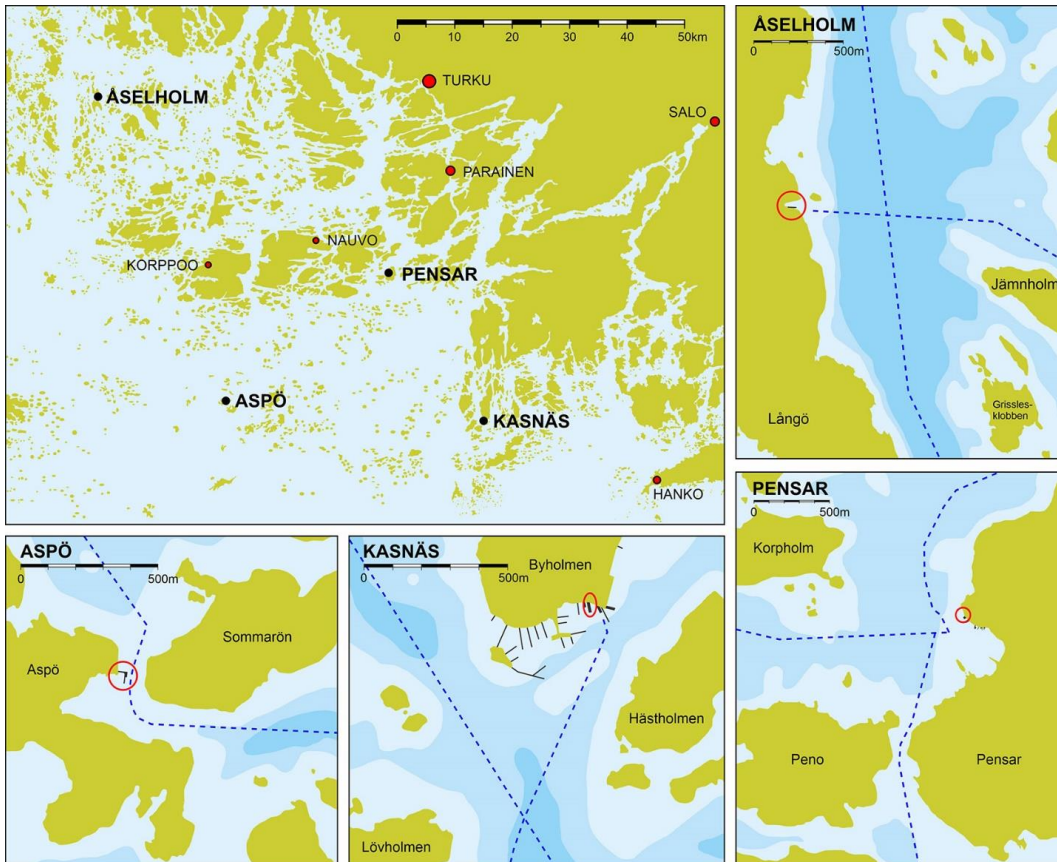 0 10 20 30 40 50km
TURKU
ÅSELHOLM
SALO
PARAINEN
NAUVO
KORPPOO
PENSAR
ASPÖ
KASNÄS
HANKO
ÅSELHOLM
0 500m
Jämnholm
Grissles-
klobben
Långö
ASPÖ
0 500m
Sommarön
Aspö
KASNÄS
0 500m
Byholmen
Hästholmen
Lövholmen
PENSAR
0 500m
Korpholm
Peno
Pensar